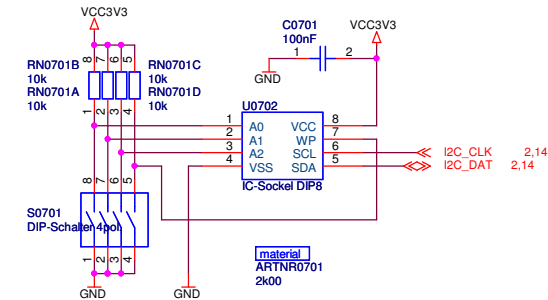 VCC3V3
C0701
VCC3V3
100nF
1 2
8 7 6 5
RN0701B RN0701C
10k 10k
RN0701A RN0701D
10k 10k
GND
1 2 3 4
U0702
1 A0 VCC 8
2 A1 WP 7
3 A2 SCL 6 I2C_CLK 2,14
4 VSS SDA 5 I2C_DAT 2,14
IC-Sockel DIP8
8 7 6 5
S0701
DIP-Schalter 4pol.
1 2 3 4
material
ARTNR0701
2k00
GND GND